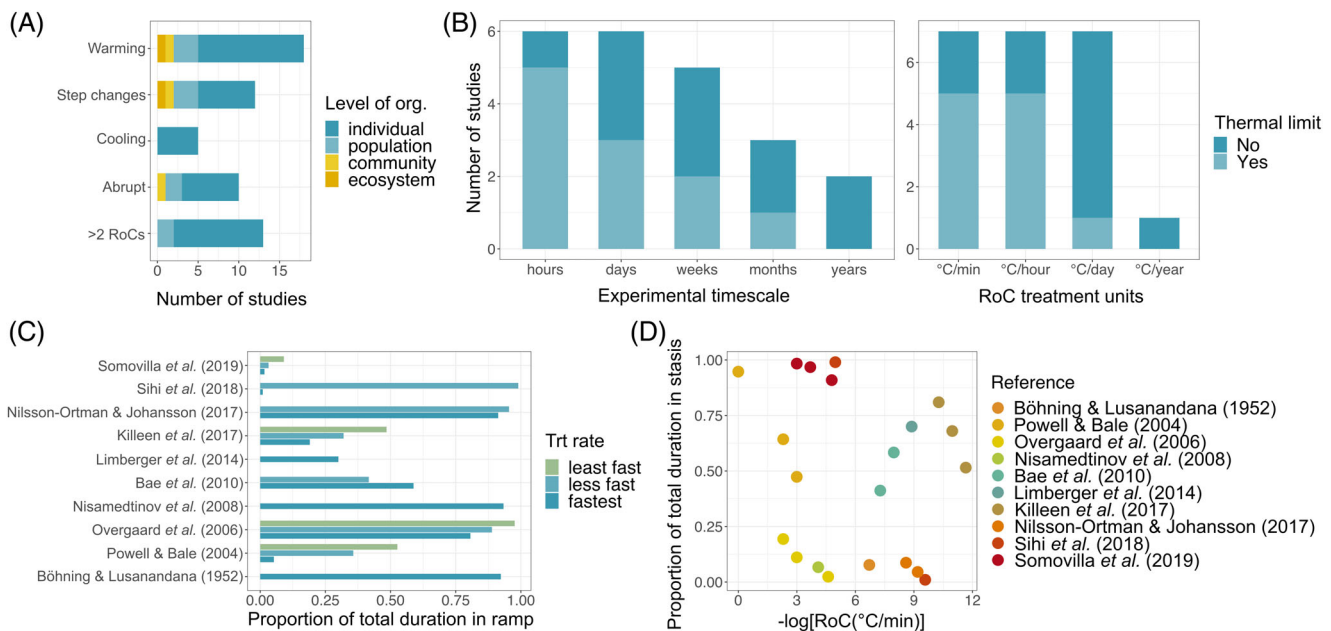 (A)
Warming
Step changes
Cooling
Abrupt
>2 RoCs
0 5 10 15
Number of studies
Level of org.
individual
population
community
ecosystem
(B)
Number of studies
6
4
2
0
hours days weeks months years
Experimental timescale
6
4
2
0
°C/min °C/hour °C/day °C/year
RoC treatment units
Thermal limit
No
Yes
(C)
Somovilla et al. (2019)
Sihi et al. (2018)
Nilsson-Ortman & Johansson (2017)
Killeen et al. (2017)
Limberger et al. (2014)
Bae et al. (2010)
Nisamedtinov et al. (2008)
Overgaard et al. (2006)
Powell & Bale (2004)
Böhning & Lusanandana (1952)
0.00 0.25 0.50 0.75 1.00
Proportion of total duration in ramp
Trt rate
least fast
less fast
fastest
(D)
Proportion of total duration in stasis
1.00
0.75
0.50
0.25
0.00
0 3 6 9 12
-log[RoC(°C/min)]
Reference
Böhning & Lusanandana (1952)
Powell & Bale (2004)
Overgaard et al. (2006)
Nisamedtinov et al. (2008)
Bae et al. (2010)
Limberger et al. (2014)
Killeen et al. (2017)
Nilsson-Ortman & Johansson (2017)
Sihi et al. (2018)
Somovilla et al. (2019)